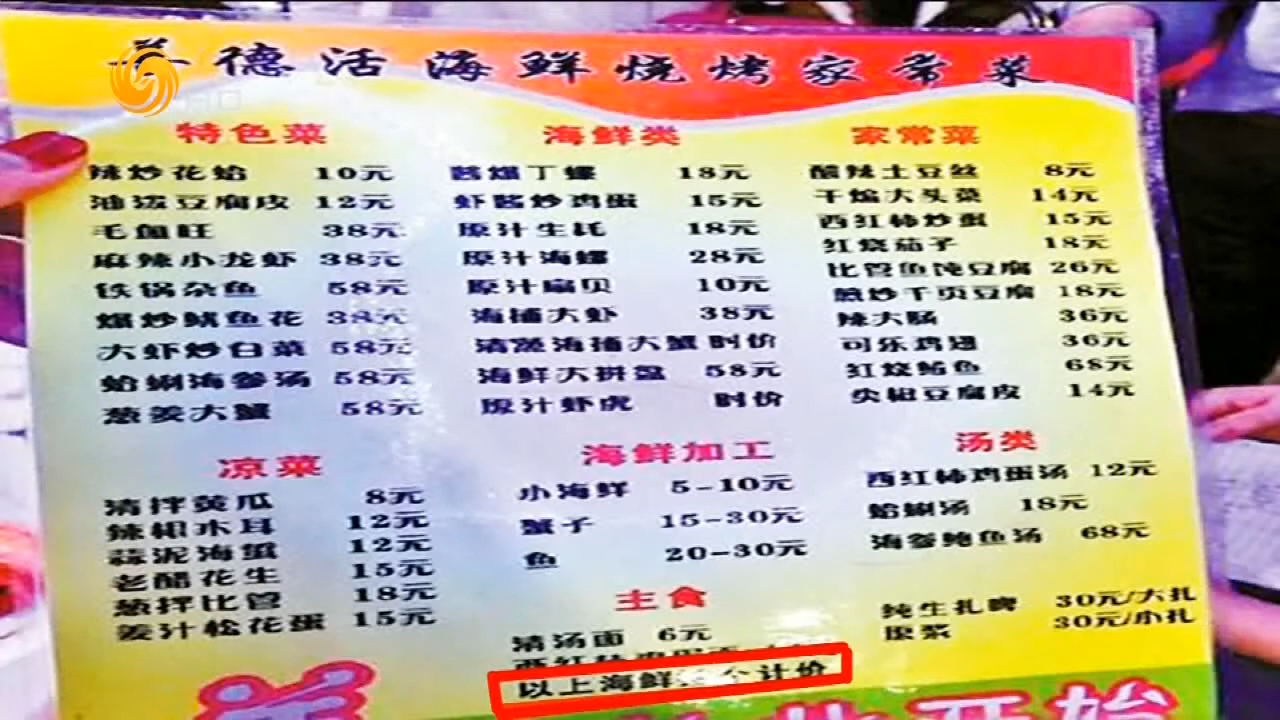 善德活海鲜烧烤家常菜
特色菜
辣炒花蛤 10元
油泼豆腐皮 12元
毛血旺 38元
麻辣小龙虾 38元
铁锅杂鱼 58元
爆炒鱿鱼花 38元
大虾炒白菜 58元
蛤蜊海参汤 58元
葱姜大蟹 58元
海鲜类
酱爆丁螺 18元
虾酱炒鸡蛋 15元
原汁生蚝 18元
原汁海螺 28元
原汁扇贝 10元
海捕大虾 38元
清蒸海捕大蟹 时价
海鲜大拼盘 58元
原汁虾虎 时价
家常菜
酸辣土豆丝 8元
干煸大头菜 14元
西红柿炒蛋 15元
红烧茄子 18元
比管鱼炖豆腐 26元
葱炒千页豆腐 18元
辣大肠 36元
可乐鸡翅 36元
红烧鲅鱼 68元
尖椒豆腐皮 14元
凉菜
清拌黄瓜 8元
辣根木耳 12元
蒜泥海蜇 12元
老醋花生 15元
葱拌比管 18元
姜汁松花蛋 15元
海鲜加工
小海鲜 5-10元
蟹子 15-30元
鱼 20-30元
主食
清汤面 6元
以上海鲜 个计价
汤类
西红柿鸡蛋汤 12元
蛤蜊汤 18元
海参鲍鱼汤 68元
纯生扎啤 30元/大扎
原浆 30元/小扎
开始